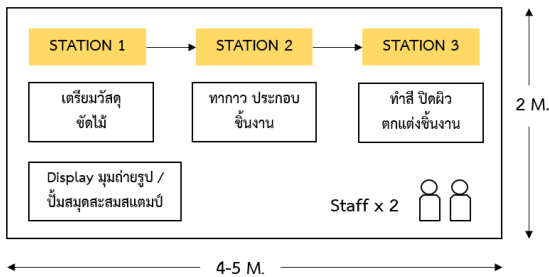 STATION 1
STATION 2
STATION 3
เตรียมวัสดุ
ขัดไม้
ทากาว ประกอบ
ชิ้นงาน
ทำสี ปิดผิว
ตกแต่งชิ้นงาน
2 M.
Display มุมถ่ายรูป /
ปั้มสมุดสะสมสแตมป์
Staff x 2
4-5 M.